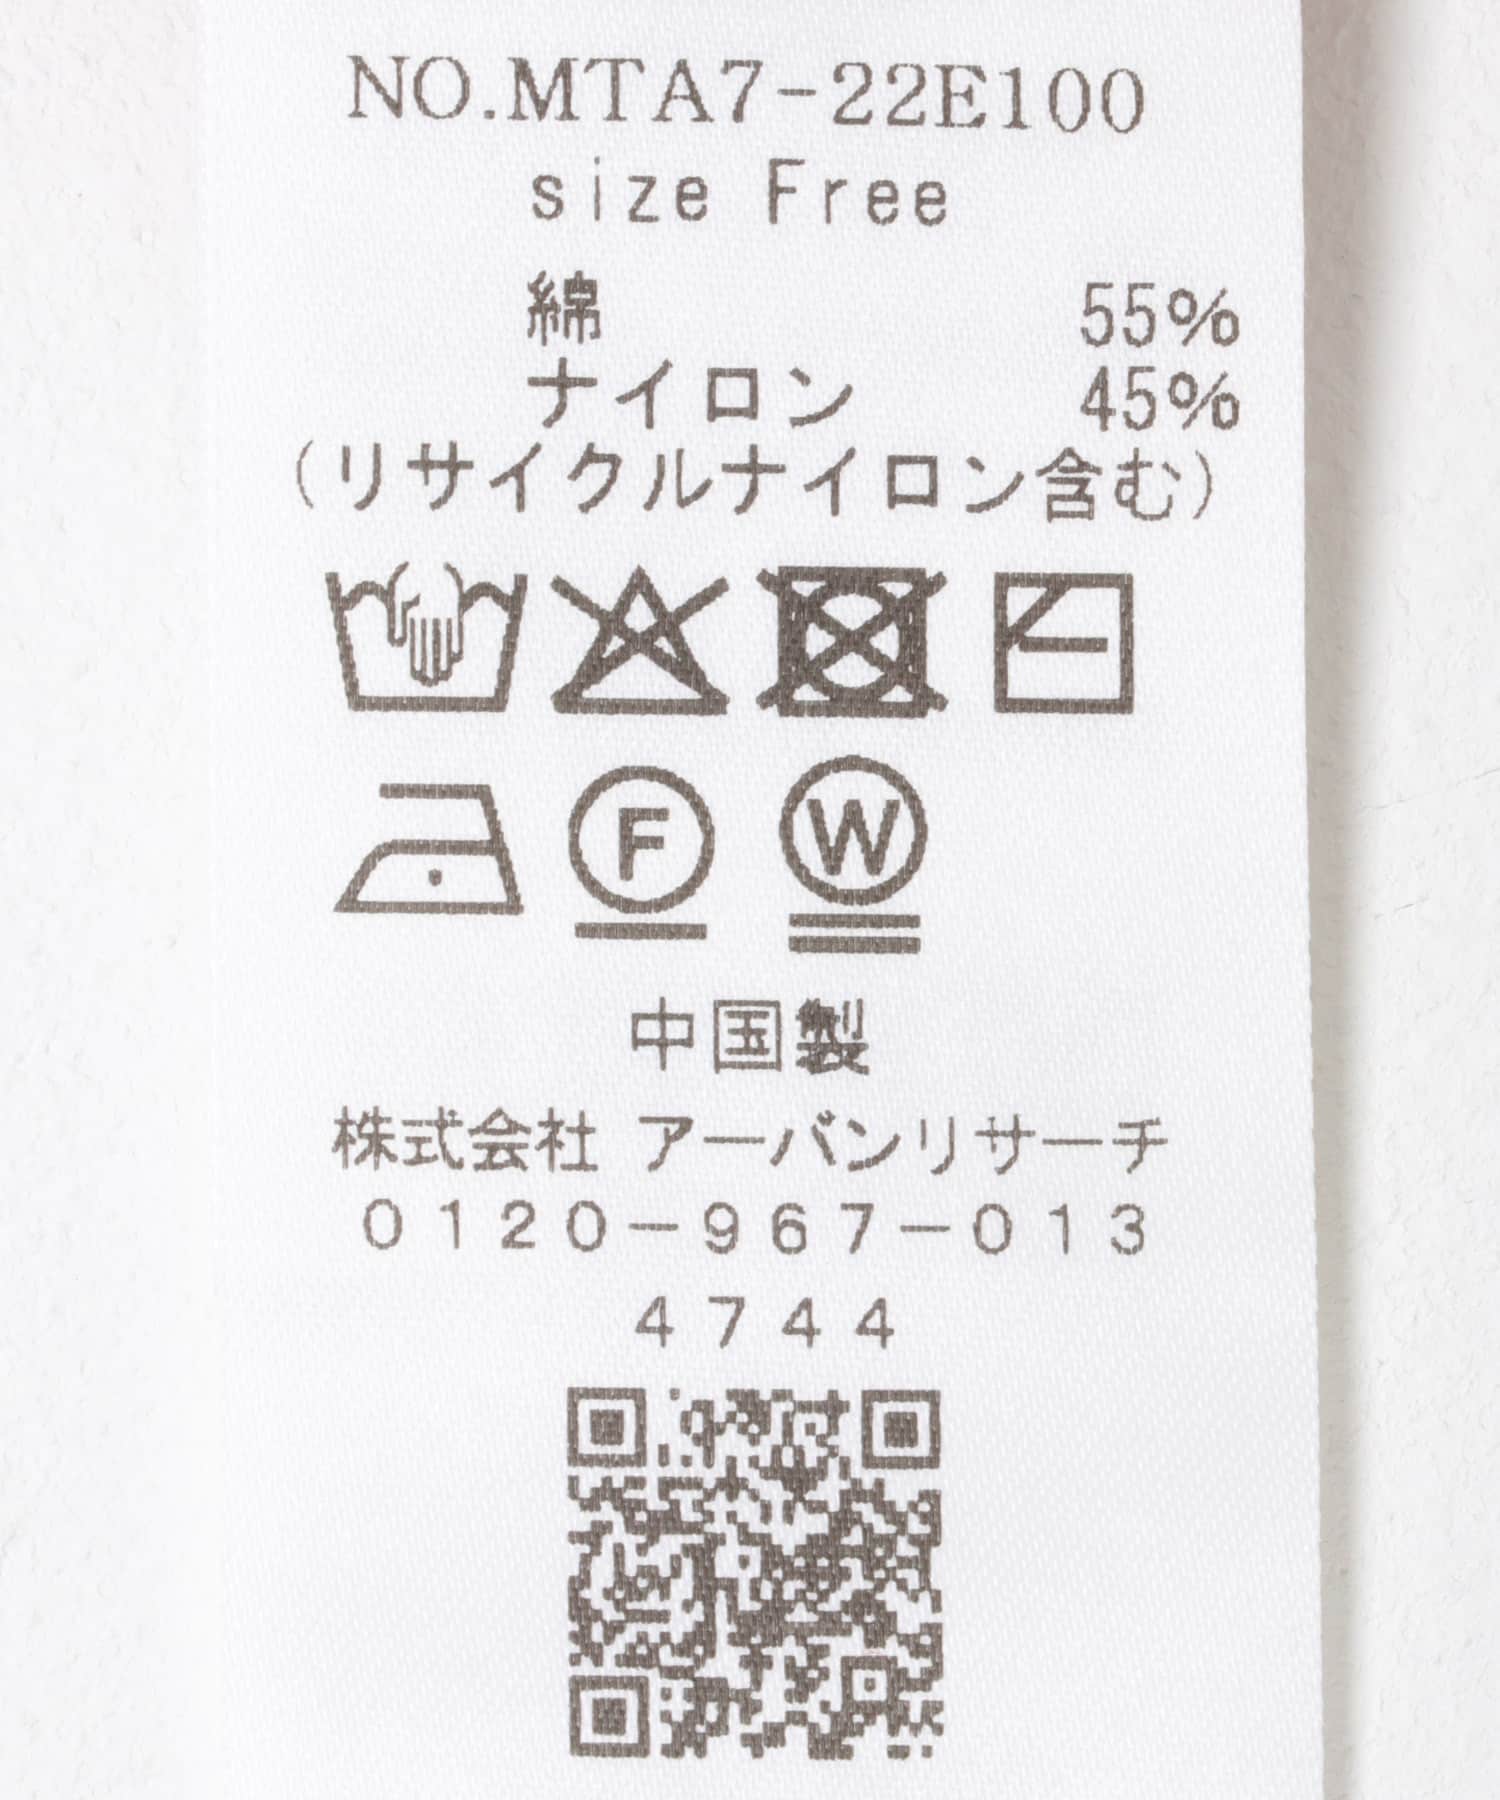 NO.MTA7-22E100
size Free
綿 55%
ナイロン 45%
(リサイクルナイロン含む)
F W
中国製
株式会社 アーバンリサーチ
0120-967-013
4744